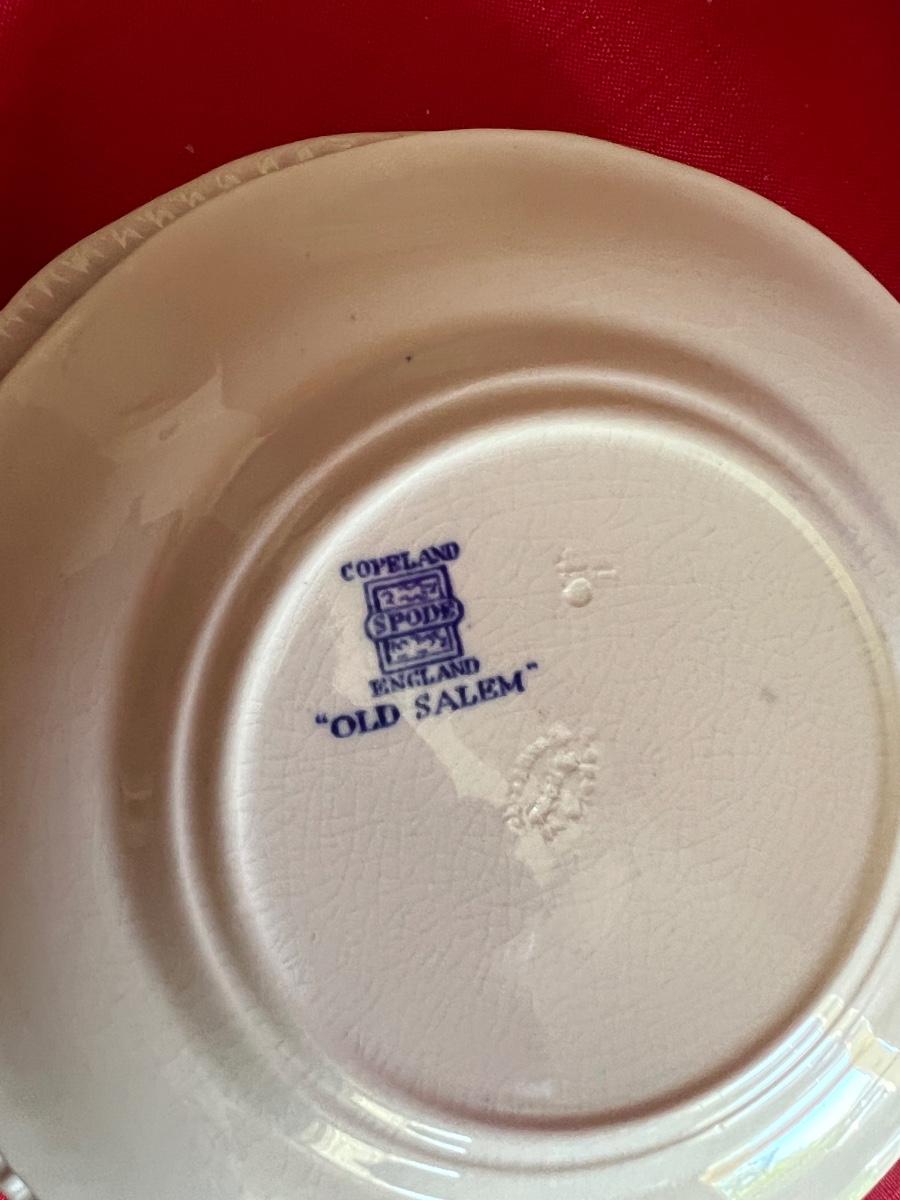 COPELAND
SPODE
ENGLAND
"OLD SALEM"